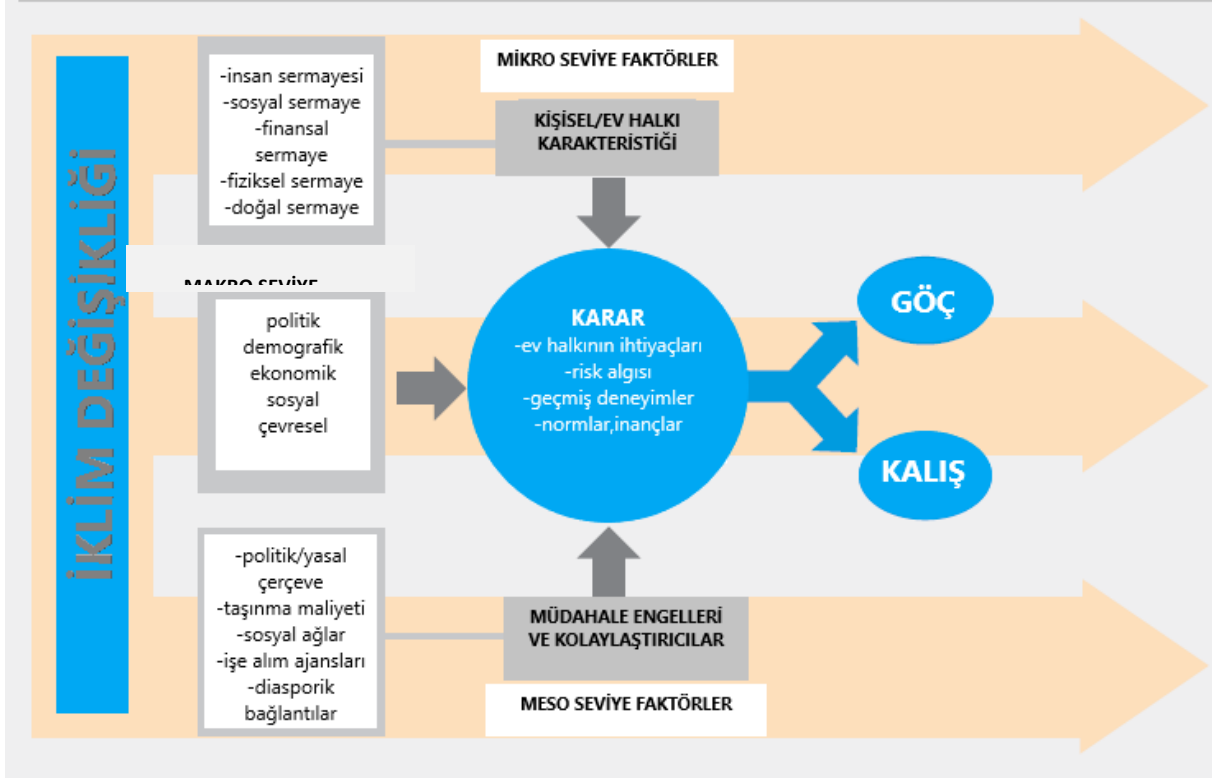 İKLİM DEĞİŞİKLİĞİ
-insan sermayesi
-sosyal sermaye
-finansal
sermaye
-fiziksel sermaye
-doğal sermaye
MİKRO SEVİYE FAKTÖRLER
KİŞİSEL/EV HALKI
KARAKTERİSTİĞİ
MAKRO SEVİYE
politik
demografik
ekonomik
sosyal
çevresel
KARAR
-ev halkının ihtiyaçları
-risk algısı
-geçmiş deneyimler
-normlar,inançlar
GÖÇ
KALIŞ
-politik/yasal
çerçeve
-taşınma maliyeti
-sosyal ağlar
-işe alım ajansları
-diasporik
bağlantılar
MÜDAHALE ENGELLERİ
VE KOLAYLAŞTIRICILAR
MESO SEVİYE FAKTÖRLER